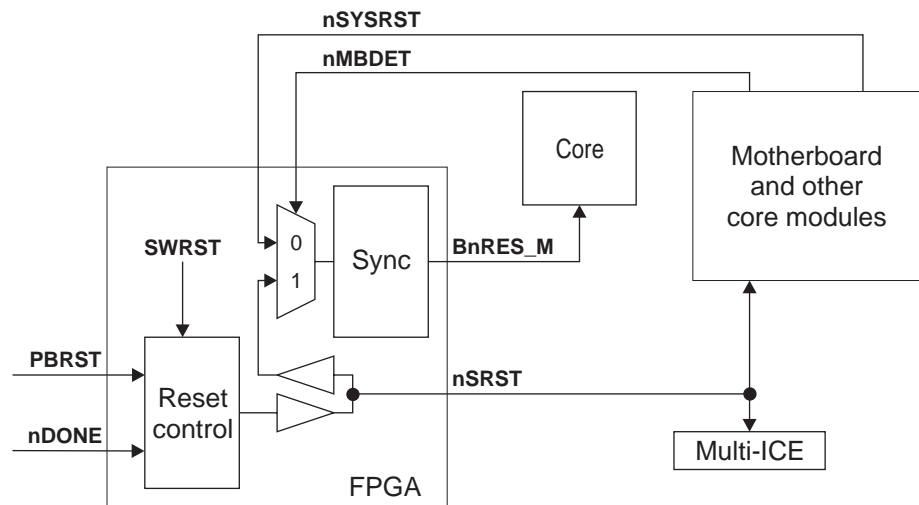 nSYSRST
nMBDET
Core
Motherboard
and other
core modules
SWRST
0
1
Sync
BnRES_M
PBRST
nDONE
Reset
control
nSRST
Multi-ICE
FPGA